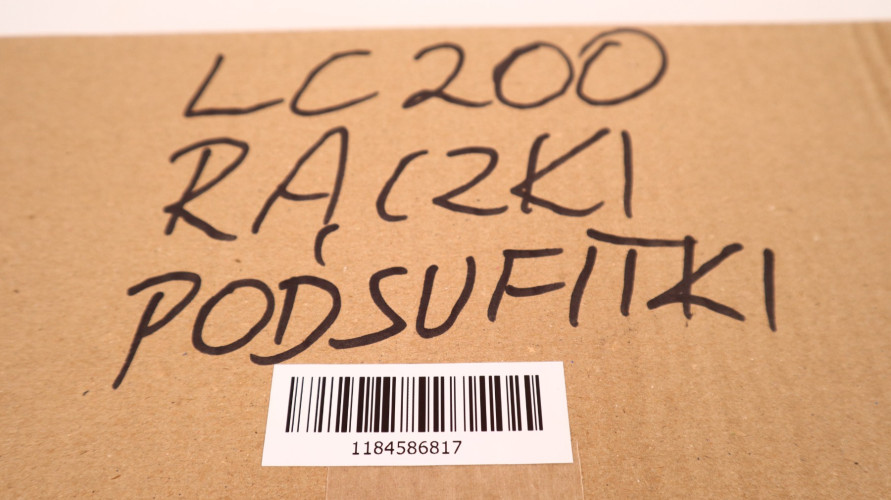 LC200
RĄCZKI
PODSUFITKI
1184586817